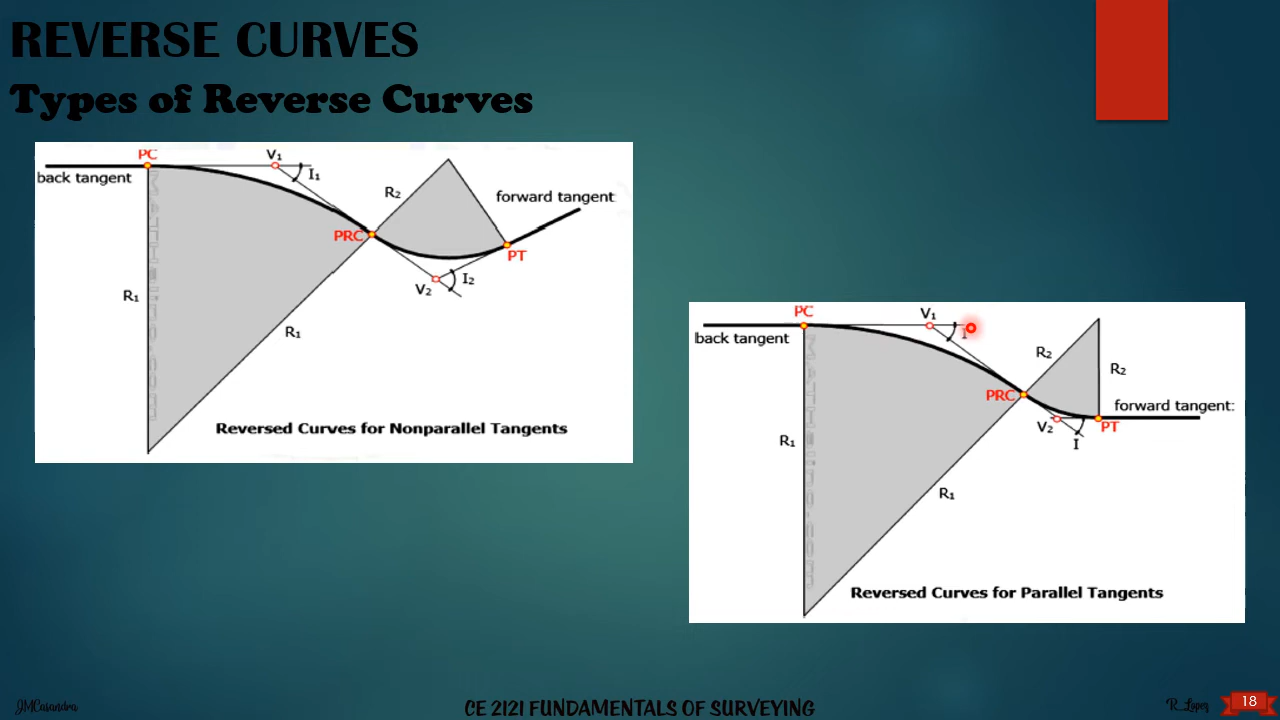 REVERSE CURVES
Types of Reverse Curves
PC
V₁
I₁
back tangent
R₂
forward tangent
PRC
PT
I₂
V₂
R₁
R₁
Reversed Curves for Nonparallel Tangents
PC
V₁
I
back tangent
R₂
R₂
PRC
forward tangent:
V₂
PT
I
R₁
R₁
Reversed Curves for Parallel Tangents
JMCasandra
CE 2121 FUNDAMENTALS OF SURVEYING
R_Lopez
18